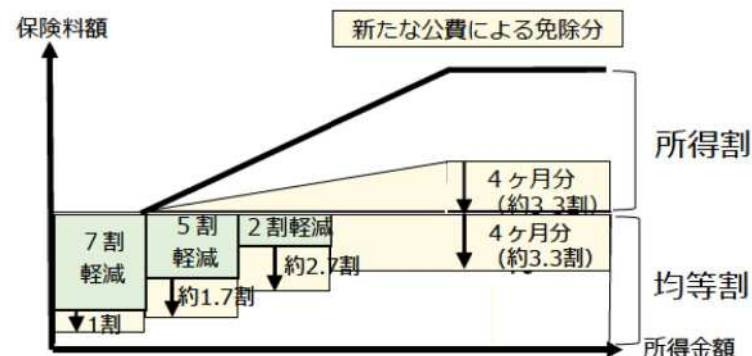 保険料額
新たな公費による免除分
所得割
4ヶ月分
(約3.3割)
7割
軽減
5割
軽減
2割軽減
4ヶ月分
(約3.3割)
約2.7割
約1.7割
1割
均等割
所得金額